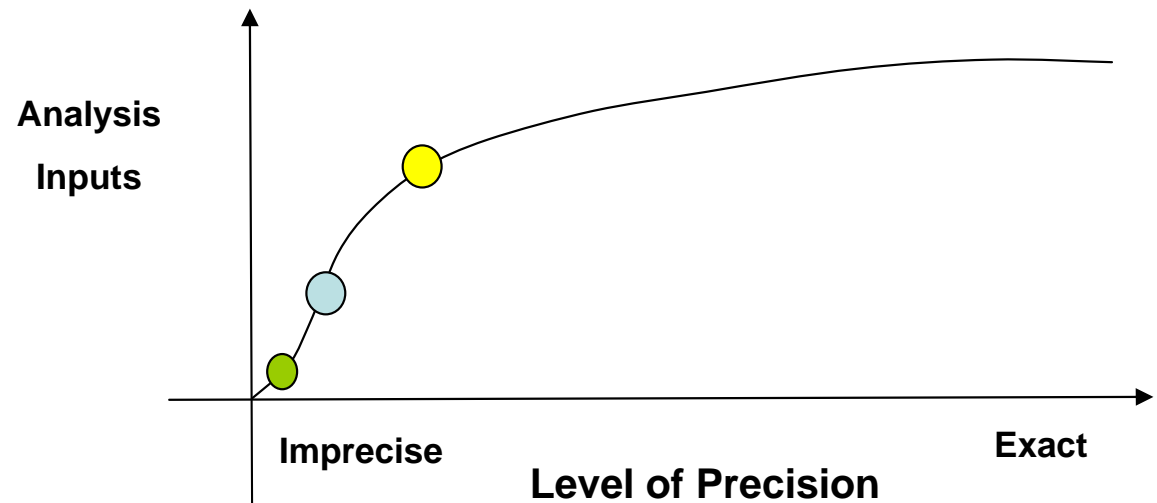 Analysis
Inputs
Imprecise
Exact
Level of Precision